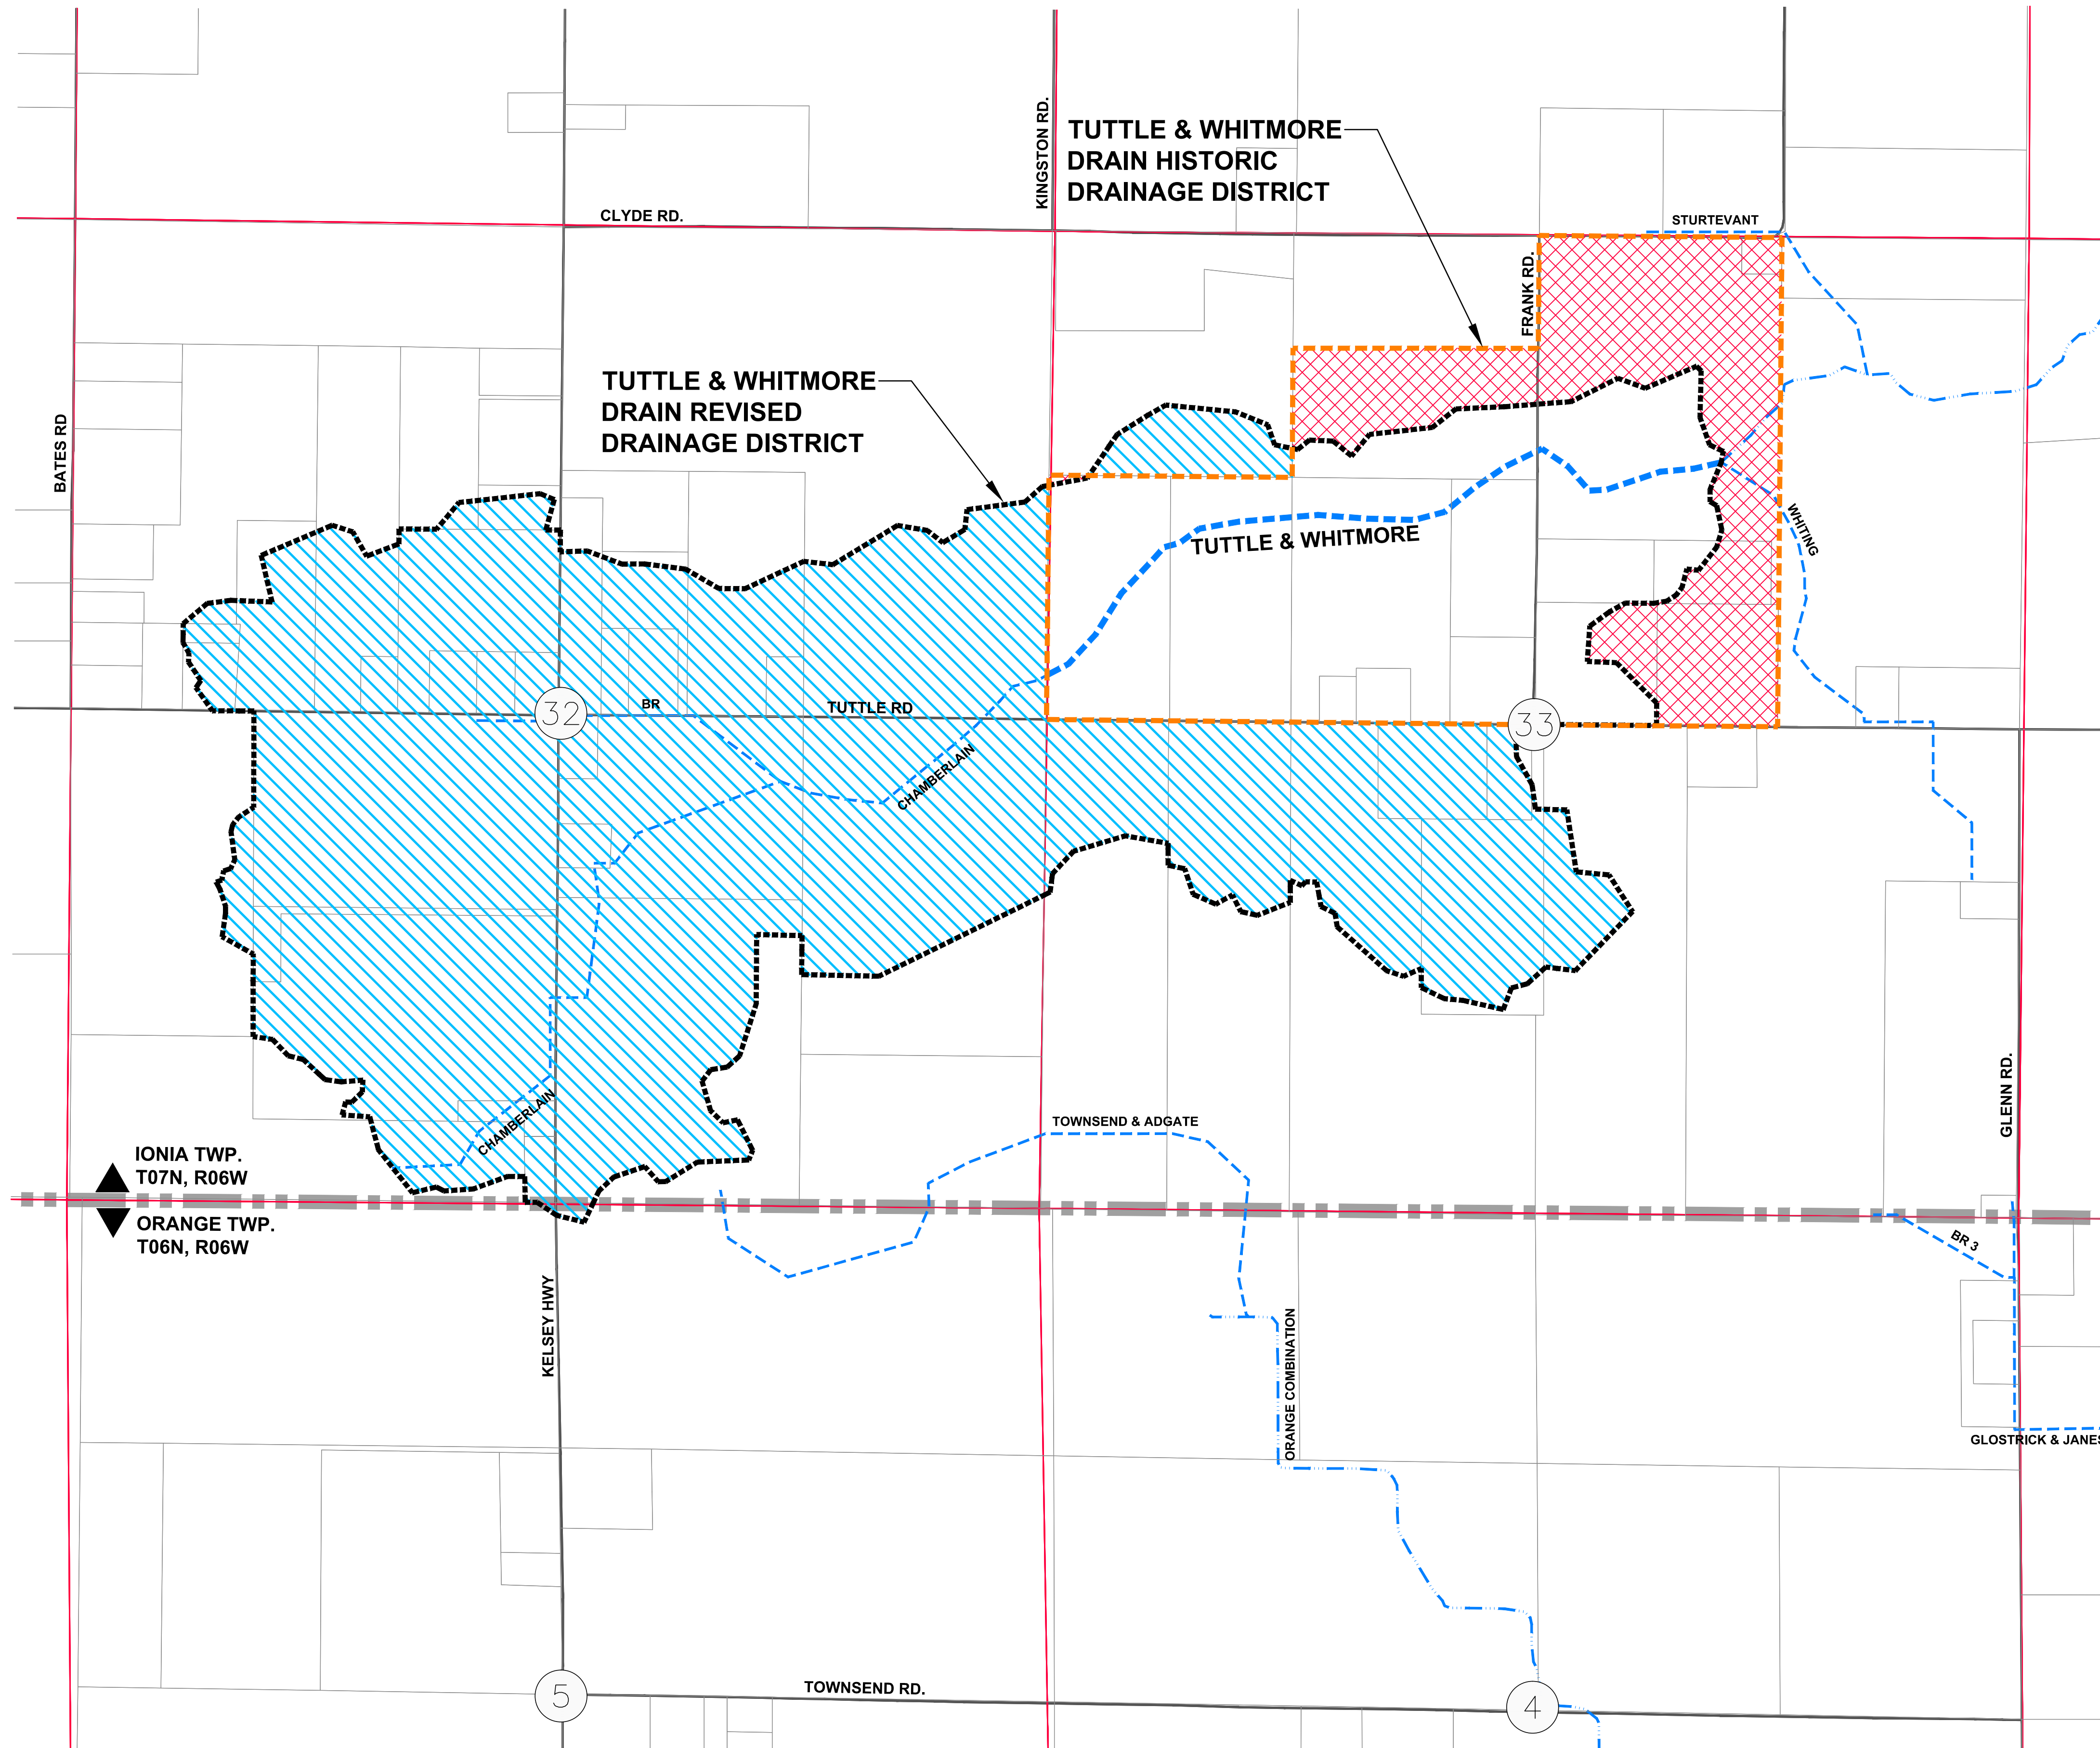 KINGSTON RD.
TUTTLE & WHITMORE
DRAIN HISTORIC
DRAINAGE DISTRICT
CLYDE RD.
STURTEVANT
FRANK RD.
TUTTLE & WHITMORE
DRAIN REVISED
DRAINAGE DISTRICT
BATES RD
WHITING
TUTTLE & WHITMORE
32
BR
TUTTLE RD
33
CHAMBERLAIN
GLENN RD.
CHAMBERLAIN
TOWNSEND & ADGATE
IONIA TWP.
T07N, R06W
ORANGE TWP.
T06N, R06W
BR 3
KELSEY HWY
ORANGE COMBINATION
GLOSTRICK & JANES
5
TOWNSEND RD.
4